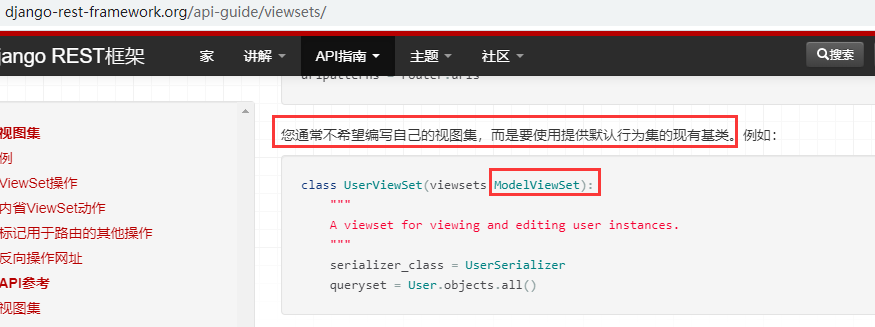 django-rest-framework.org/api-guide/viewsets/
jango REST框架 家 讲解 API指南 主题 社区 搜索
urlpatterns = router.urls
视图集
例
ViewSet操作
内省ViewSet动作
标记用于路由的其他操作
反向操作网址
API参考
视图集
您通常不希望编写自己的视图集，而是要使用提供默认行为集的现有基类。例如：
class UserViewSet(viewsets.ModelViewSet):
"""
A viewset for viewing and editing user instances.
"""
serializer_class = UserSerializer
queryset = User.objects.all()